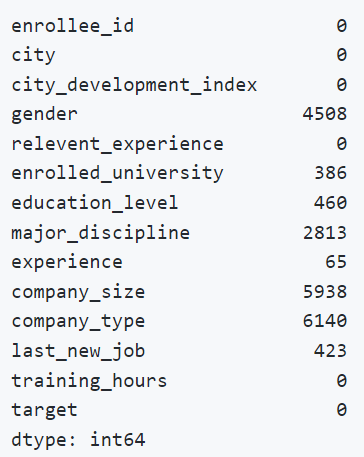 enrollee_id 0
city 0
city_development_index 0
gender 4508
relevent_experience 0
enrolled_university 386
education_level 460
major_discipline 2813
experience 65
company_size 5938
company_type 6140
last_new_job 423
training_hours 0
target 0
dtype: int64